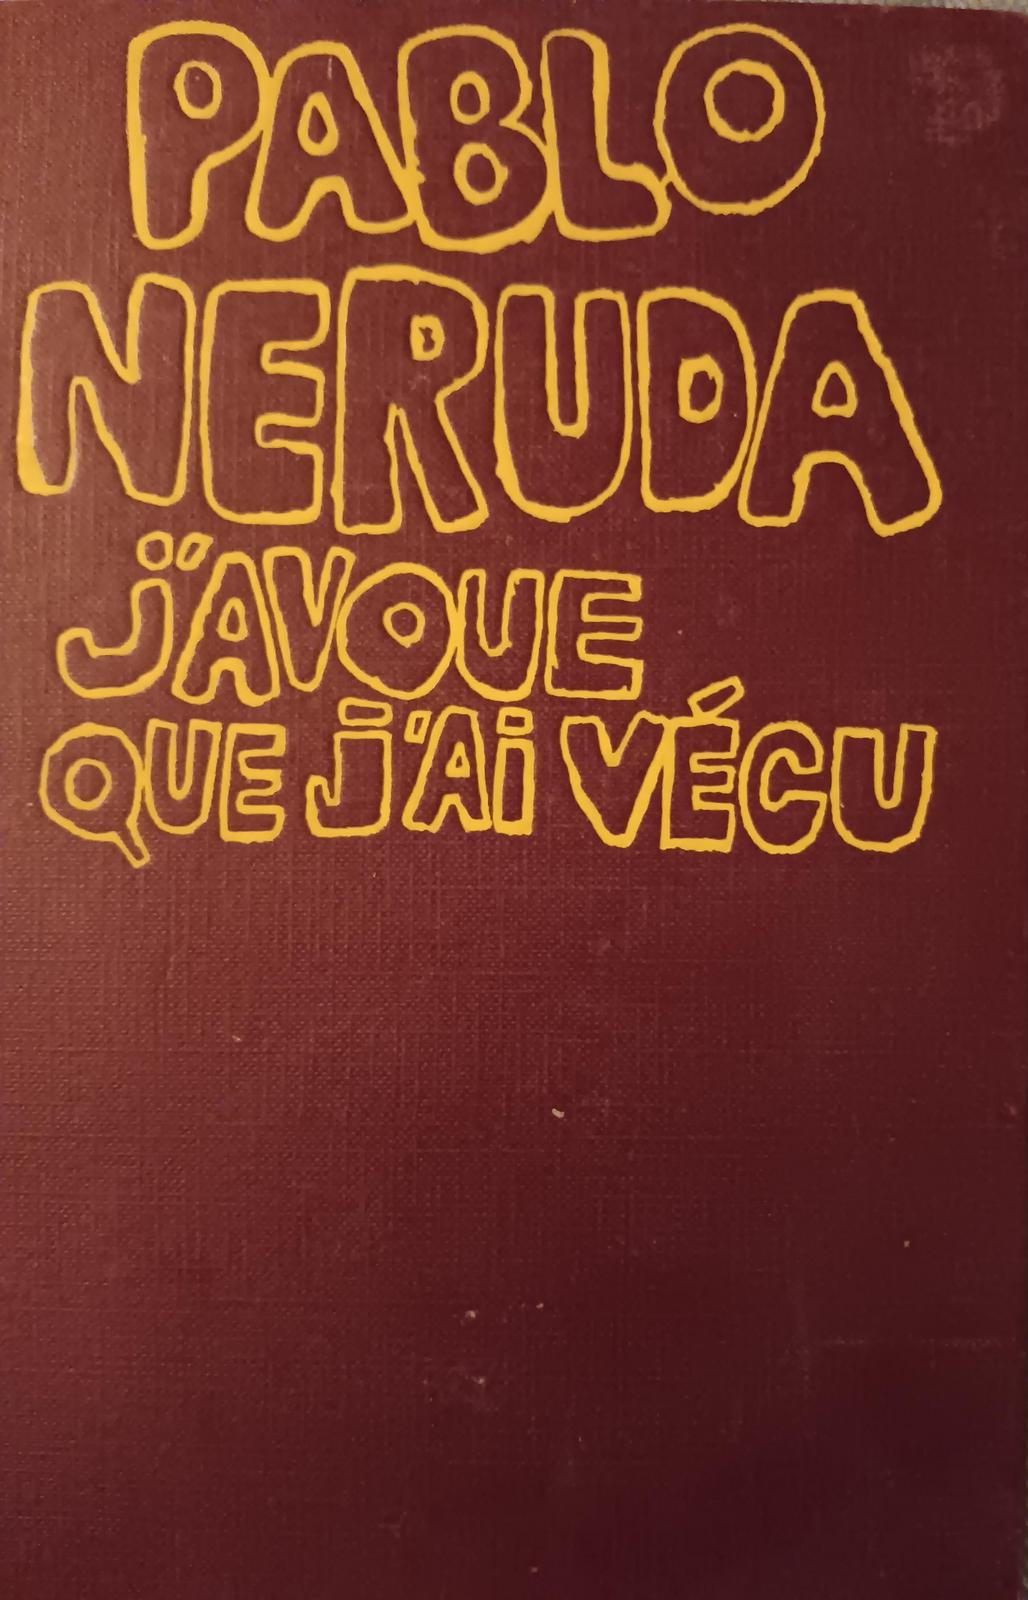 PABLO
NERUDA
J'AVOUE
QUE J'AI VÉCU